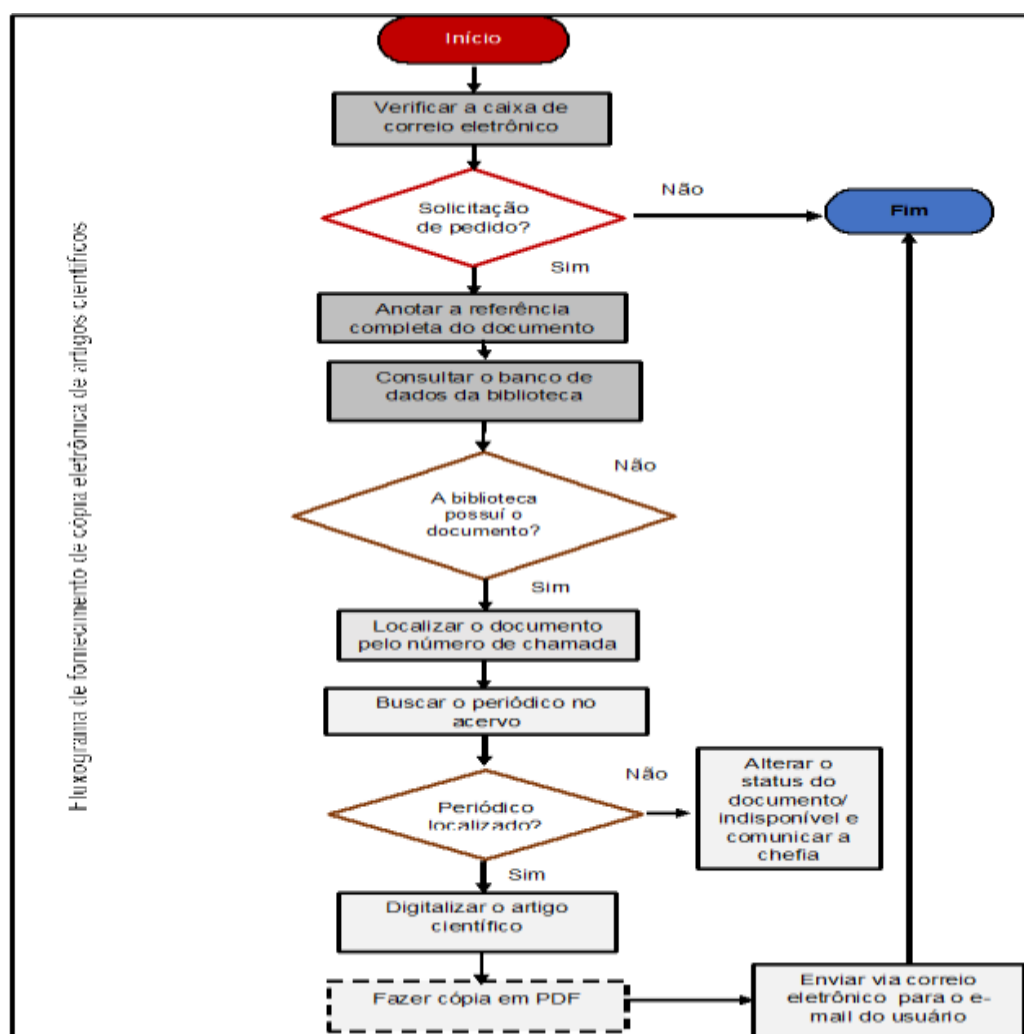 Início
Verificar a caixa de
correio eletrônico
Não
Solicitação
de pedido?
Fim
Sim
Anotar a referência
completa do documento
Consultar o banco de
dados da biblioteca
Não
A biblioteca
possuí o
documento?
Sim
Localizar o documento
pelo número de chamada
Buscar o periódico no
acervo
Não
Periódico
localizado?
Alterar o
status do
documento/
indisponível e
comunicar a
chefia
Sim
Digitalizar o artigo
científico
Fazer cópia em PDF
Enviar via correio
eletrônico para o e-
mail do usuário
Fluxograma de fornecimento de cópia eletrônica de artigos científicos